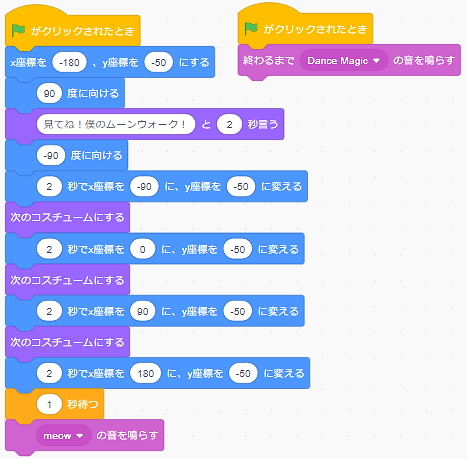 がクリックされたとき
x座標を -180 、y座標を -50 にする
90 度に向ける
見てね！僕のムーンウォーク！ と 2 秒言う
-90 度に向ける
2 秒でx座標を -90 に、y座標を -50 に変える
次のコスチュームにする
2 秒でx座標を 0 に、y座標を -50 に変える
次のコスチュームにする
2 秒でx座標を 90 に、y座標を -50 に変える
次のコスチュームにする
2 秒でx座標を 180 に、y座標を -50 に変える
1 秒待つ
meow の音を鳴らす
がクリックされたとき
終わるまで Dance Magic の音を鳴らす